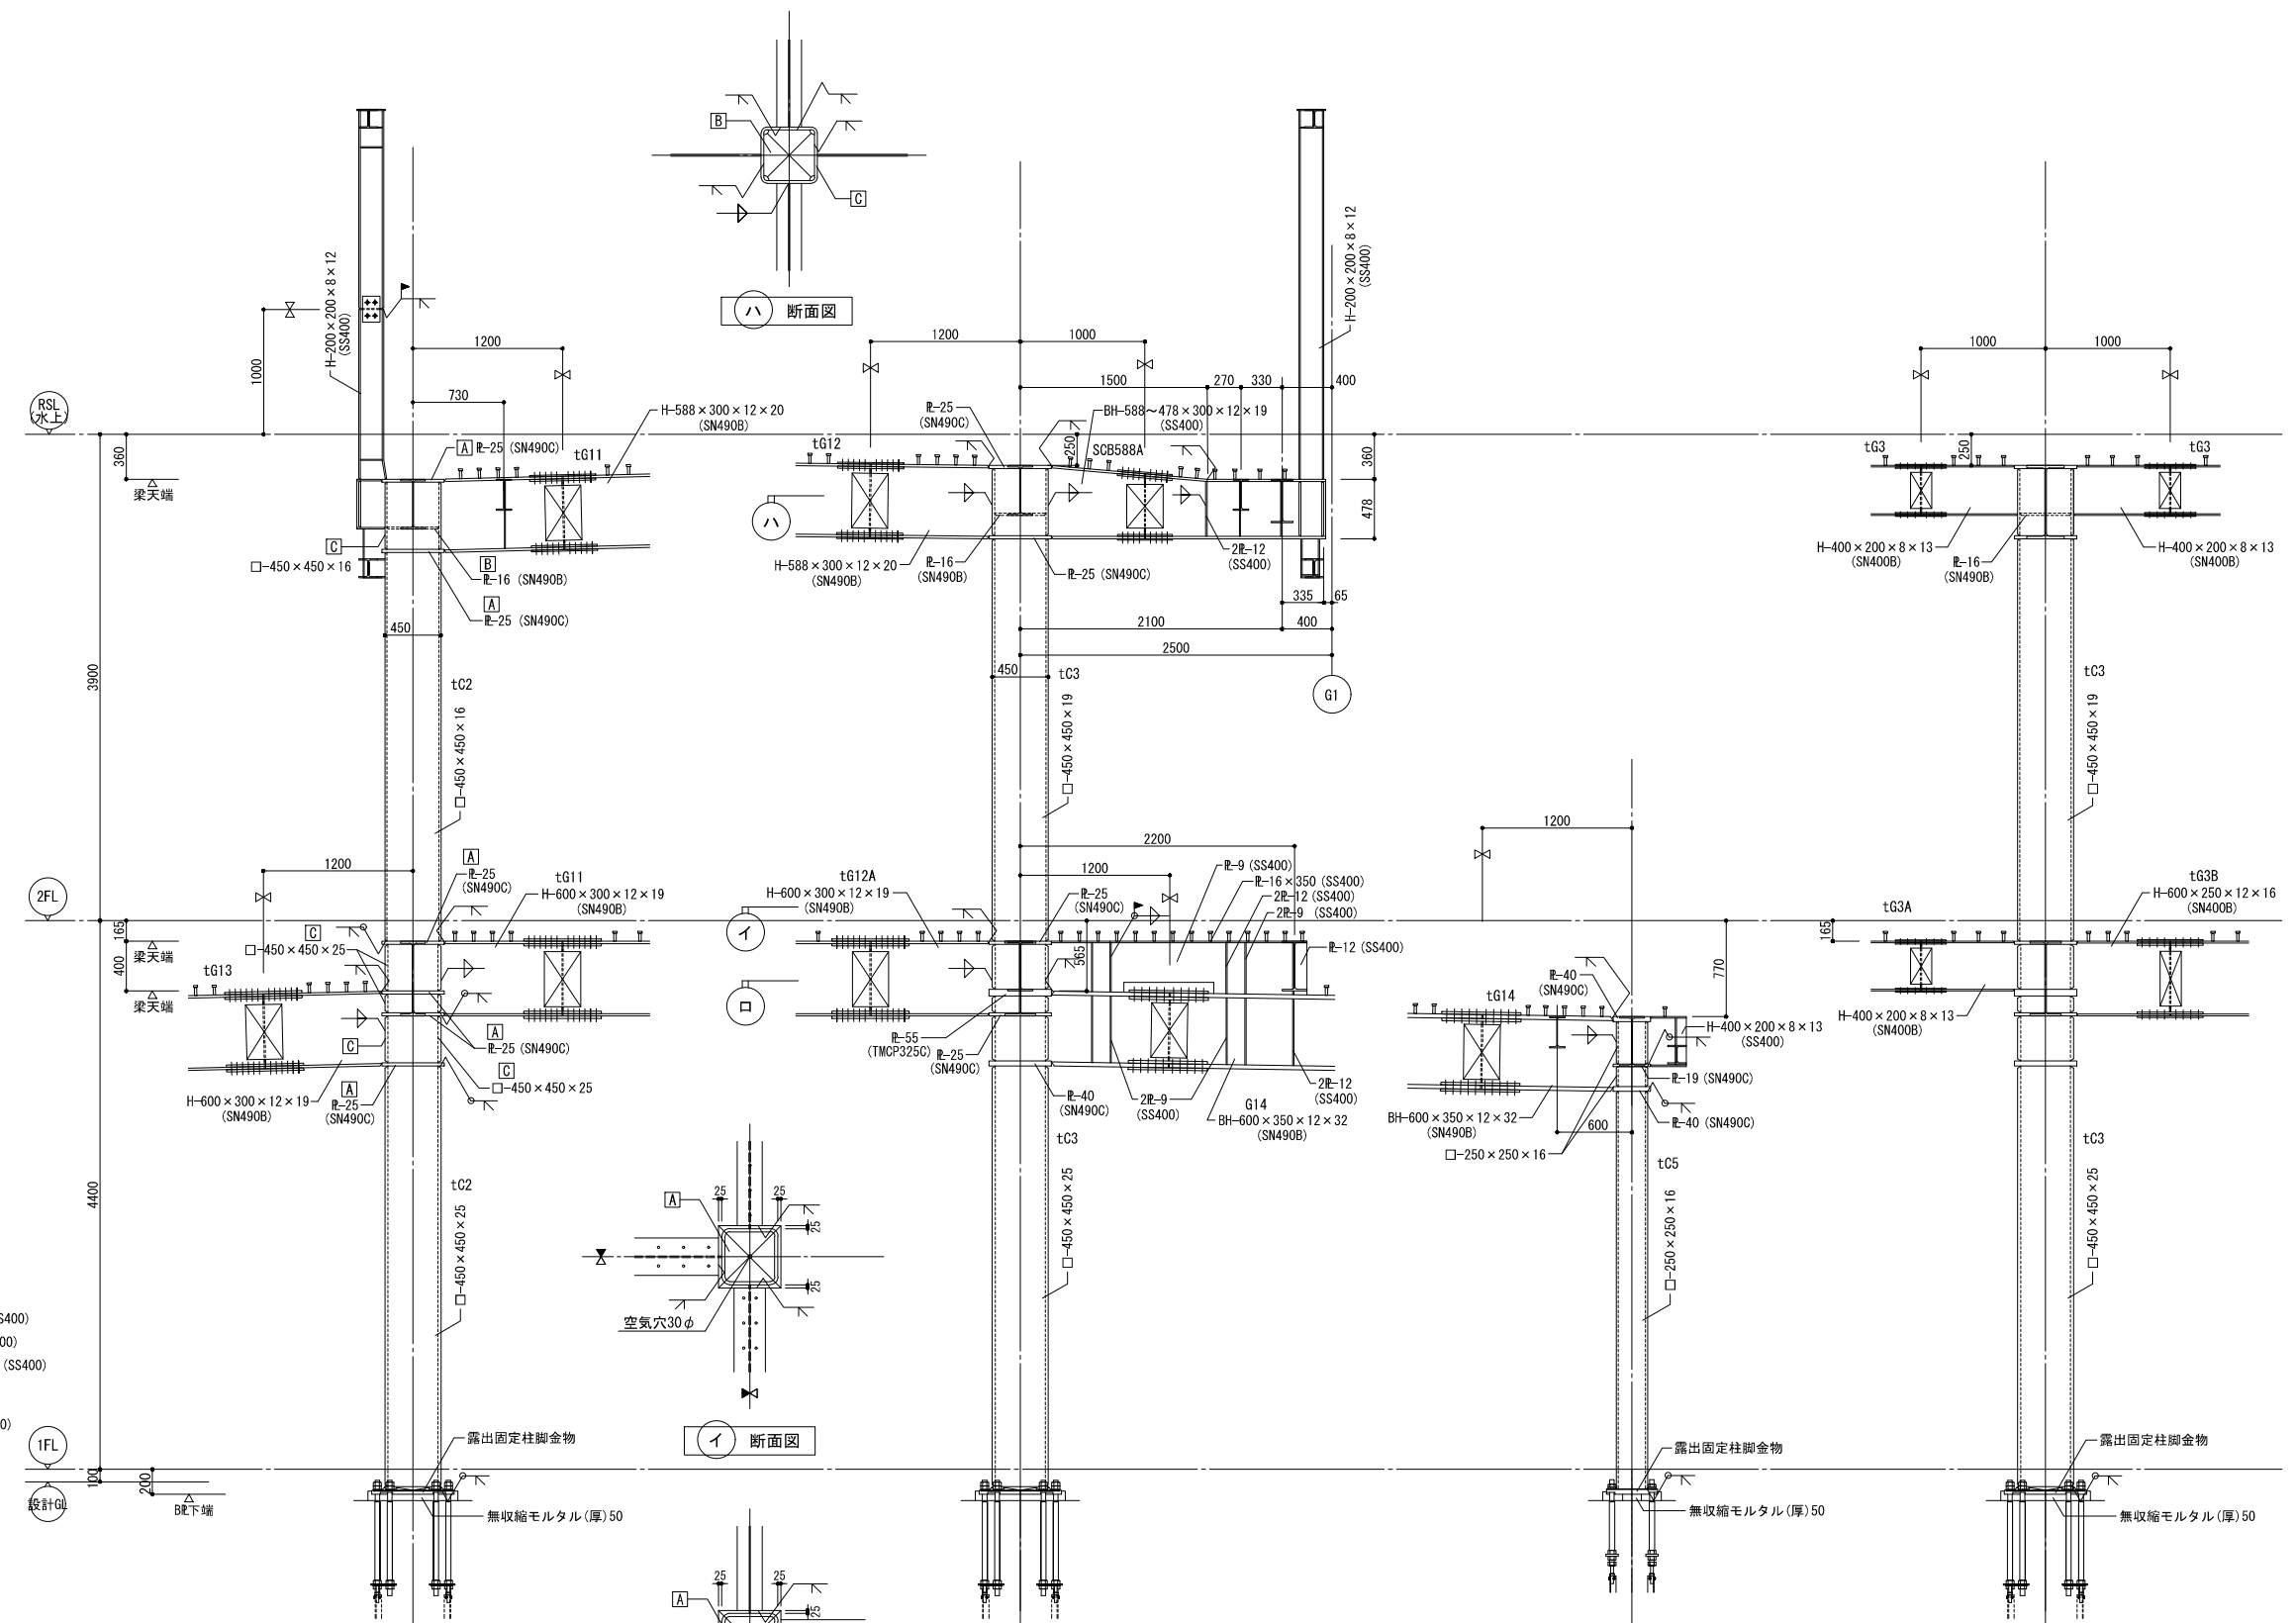 B
C
ハ 断面図
H-200×200×8×12
(SS400)
1000
1200
730
H-588×300×12×20
(SN490B)
RSL
(水上)
360
梁天端
A ℄-25 (SN490C)
tG11
C
□-450×450×16
B
PL-16 (SN490B)
A
PL-25 (SN490C)
450
3900
tC2
□-450×450×16
1200
1000
1500
270
330
400
PL-25
(SN490C)
BH-588～478×300×12×19
(SS400)
250
tG12
SCB588A
H-200×200×8×12
(SS400)
360
478
ハ
H-588×300×12×20
(SN490B)
PL-16
(SN490B)
PL-25 (SN490C)
2PL-12
(SS400)
335
65
2100
400
2500
450
tC3
G1
□-450×450×19
1000
1000
250
tG3
tG3
H-400×200×8×13
(SN400B)
PL-16
(SN490B)
H-400×200×8×13
(SN400B)
tC3
□-450×450×19
2FL
165
梁天端
400
梁天端
1200
A
PL-25
(SN490C)
tG11
H-600×300×12×19
(SN490B)
C
□-450×450×25
tG13
A
PL-25 (SN490C)
C
C
□-450×450×25
H-600×300×12×19
(SN490B)
A
PL-25
(SN490C)
tG12A
H-600×300×12×19
(SN490B)
イ
ロ
2200
1200
PL-9 (SS400)
PL-16×350 (SS400)
2PL-12 (SS400)
2PL-9 (SS400)
PL-25
(SN490C)
565
PL-12 (SS400)
PL-55
(TMCP325C)
PL-25
(SN490C)
PL-40
(SN490C)
2PL-9
(SS400)
G14
BH-600×350×12×32
(SN490B)
2PL-12
(SS400)
tC3
□-450×450×25
1200
770
PL-40
(SN490C)
tG14
H-400×200×8×13
(SS400)
PL-19 (SN490C)
BH-600×350×12×32
(SN490B)
600
PL-40 (SN490C)
□-250×250×16
tC5
□-250×250×16
165
tG3A
tG3B
H-600×250×12×16
(SN400B)
H-400×200×8×13
(SN400B)
tC3
□-450×450×25
4400
tC2
□-450×450×25
A
25
25
25
25
空気穴30φ
イ 断面図
S400)
00)
(SS400)
0)
1FL
100
200
設計GL
BPL下端
露出固定柱脚金物
無収縮モルタル(厚)50
露出固定柱脚金物
無収縮モルタル(厚)50
露出固定柱脚金物
無収縮モルタル(厚)50
A
25
25
25